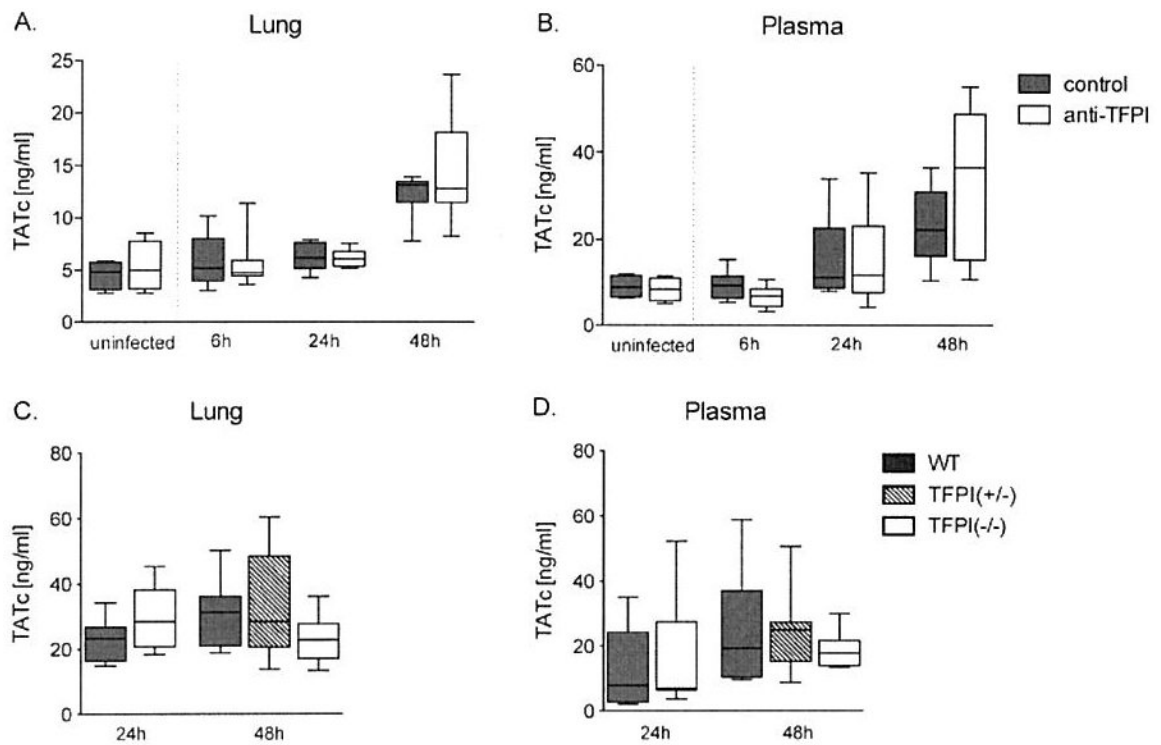 A.
Lung
TATc [ng/ml]
25
20
15
10
5
0
uninfected 6h 24h 48h
B.
Plasma
TATc [ng/ml]
60
40
20
0
uninfected 6h 24h 48h
control
anti-TFPI
C.
Lung
TATc [ng/ml]
80
60
40
20
0
24h 48h
D.
Plasma
TATc [ng/ml]
80
60
40
20
0
24h 48h
WT
TFPI(+/-)
TFPI(-/-)